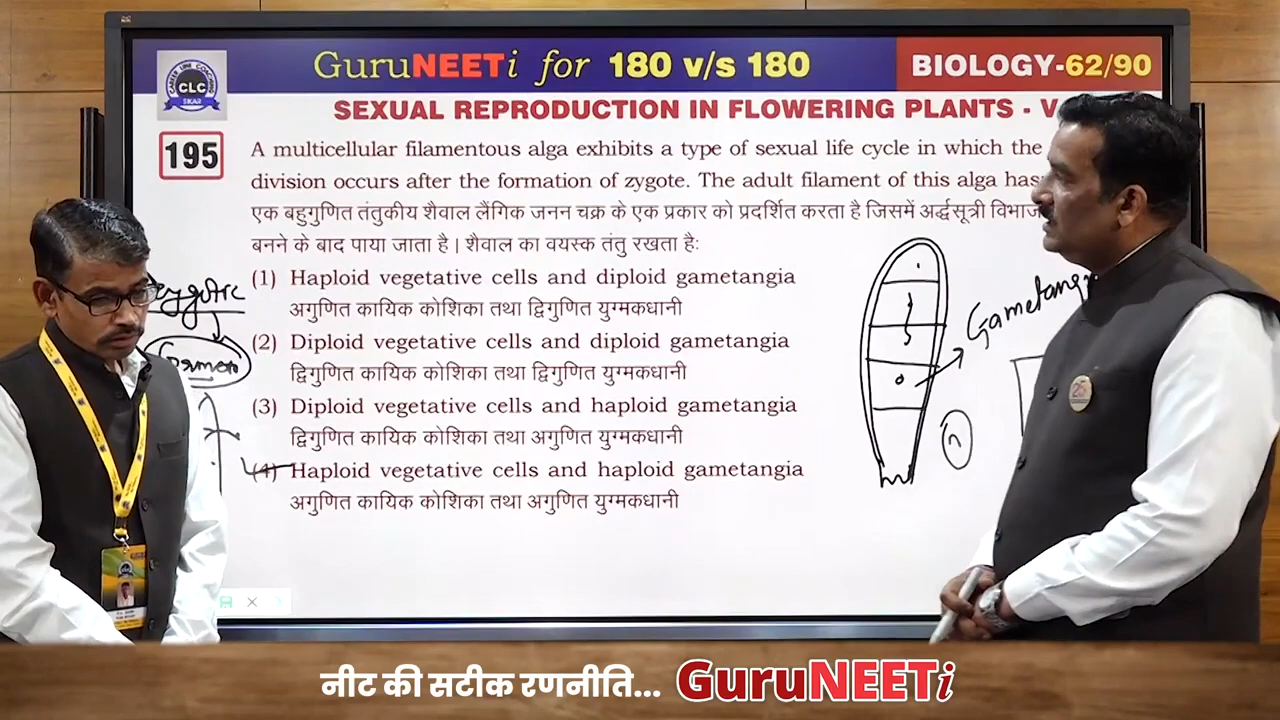 GuruNEETi for 180 v/s 180
BIOLOGY-62/90
CAREER LINE COACHING
CLC
SIKAR
SEXUAL REPRODUCTION IN FLOWERING PLANTS - V
195
A multicellular filamentous alga exhibits a type of sexual life cycle in which the
division occurs after the formation of zygote. The adult filament of this alga has
एक बहुगुणित तंतुकीय शैवाल लैंगिक जनन चक्र के एक प्रकार को प्रदर्शित करता है जिसमें अर्द्धसूत्री
बनने के बाद पाया जाता है। शैवाल का वयस्क तंतु रखता है:
(1) Haploid vegetative cells and diploid gametangia
अगुणित कायिक कोशिका तथा द्विगुणित युग्मकधानी
(2) Diploid vegetative cells and diploid gametangia
द्विगुणित कायिक कोशिका तथा द्विगुणित युग्मकधानी
(3) Diploid vegetative cells and haploid gametangia
द्विगुणित कायिक कोशिका तथा अगुणित युग्मकधानी
(4) Haploid vegetative cells and haploid gametangia
अगुणित कायिक कोशिका तथा अगुणित युग्मकधानी
n
नीट की सटीक रणनीति... GuruNEETi